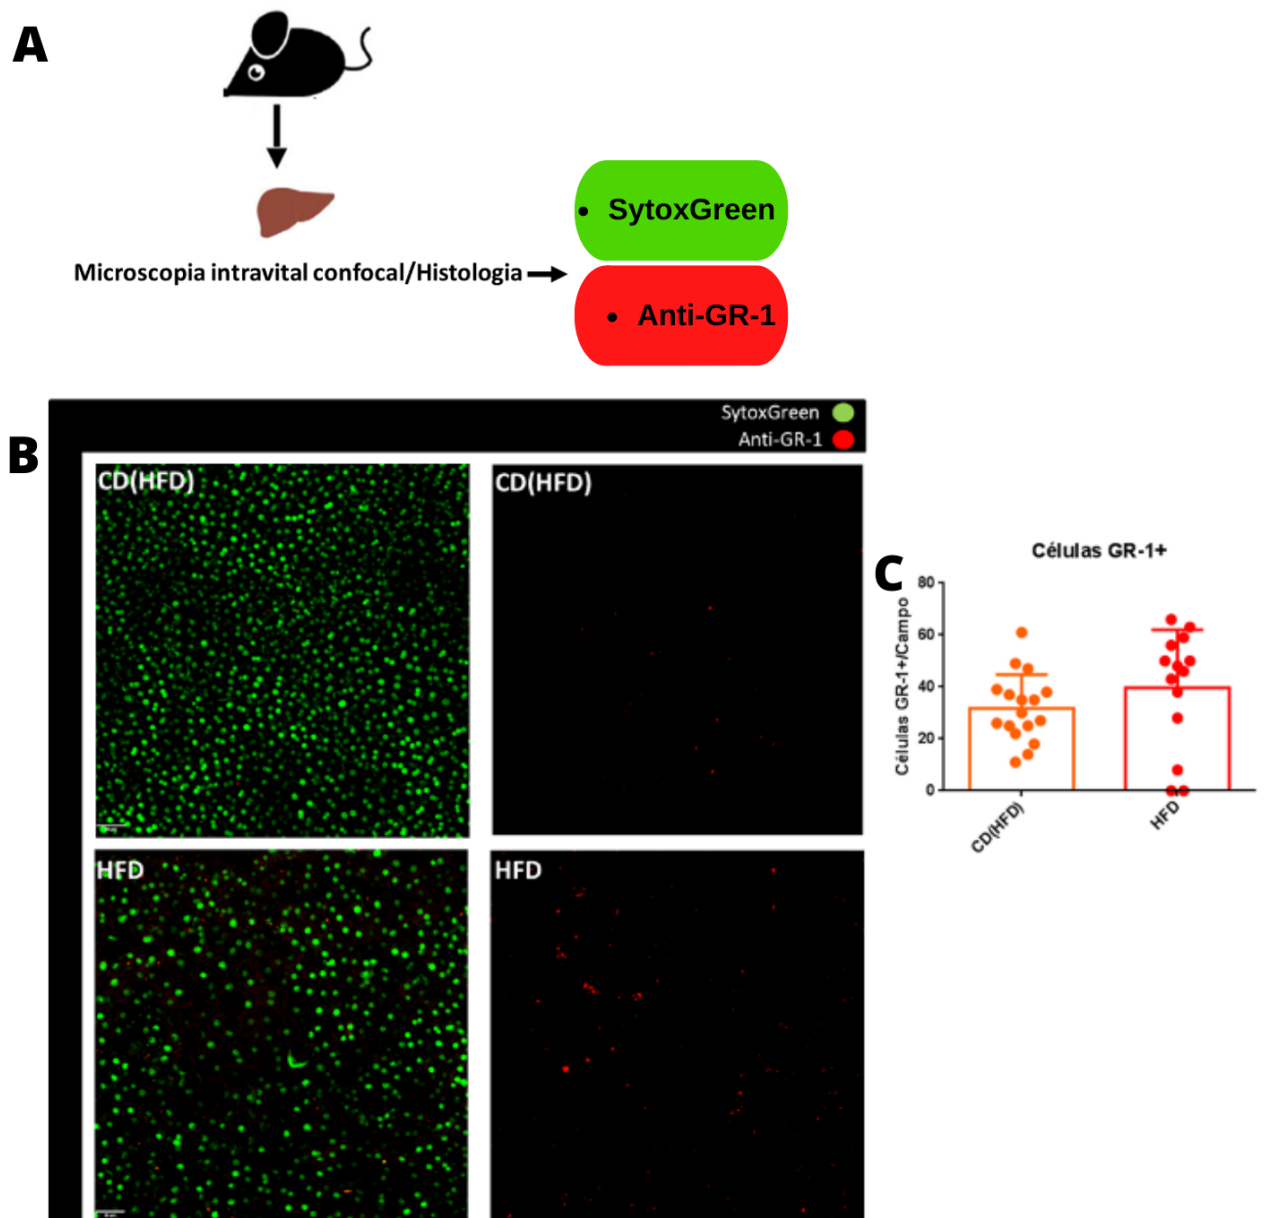 A
• SytoxGreen
Microscopia intravital confocal/Histologia
• Anti-GR-1
B
SytoxGreen
Anti-GR-1
CD(HFD)
CD(HFD)
HFD
HFD
C
Células GR-1+
Células GR-1+/Campo
80
60
40
20
0
CD(HFD)
HFD